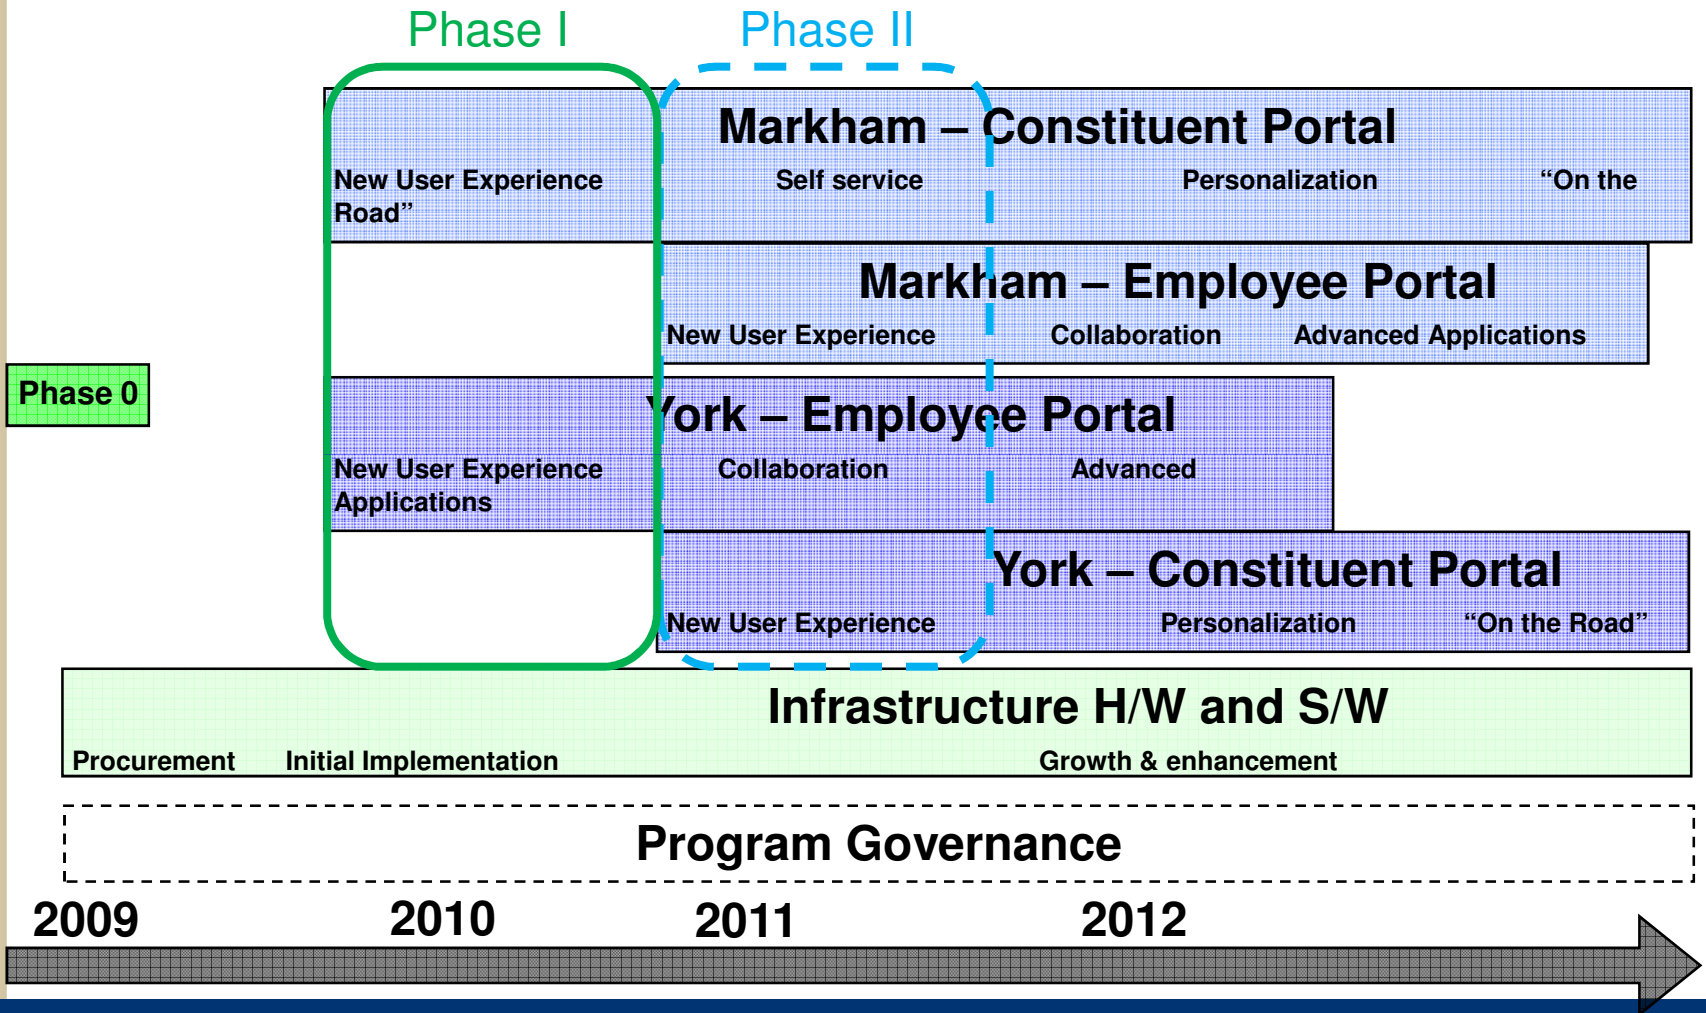 Phase I
Phase II
Markham – Constituent Portal
New User Experience Self service Personalization “On the
Road”
Markham – Employee Portal
New User Experience Collaboration Advanced Applications
Phase 0
York – Employee Portal
New User Experience Collaboration Advanced
Applications
York – Constituent Portal
New User Experience Personalization “On the Road”
Infrastructure H/W and S/W
Procurement Initial Implementation Growth & enhancement
Program Governance
2009 2010 2011 2012